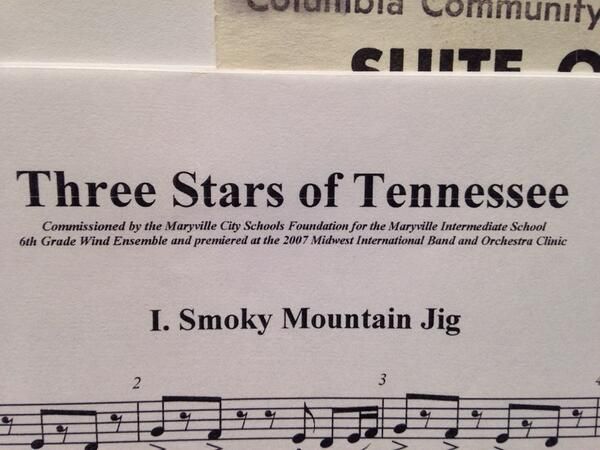 Columbia Community
SUITE O
Three Stars of Tennessee
Commissioned by the Maryville City Schools Foundation for the Maryville Intermediate School
6th Grade Wind Ensemble and premiered at the 2007 Midwest International Band and Orchestra Clinic
I. Smoky Mountain Jig
2 3 4